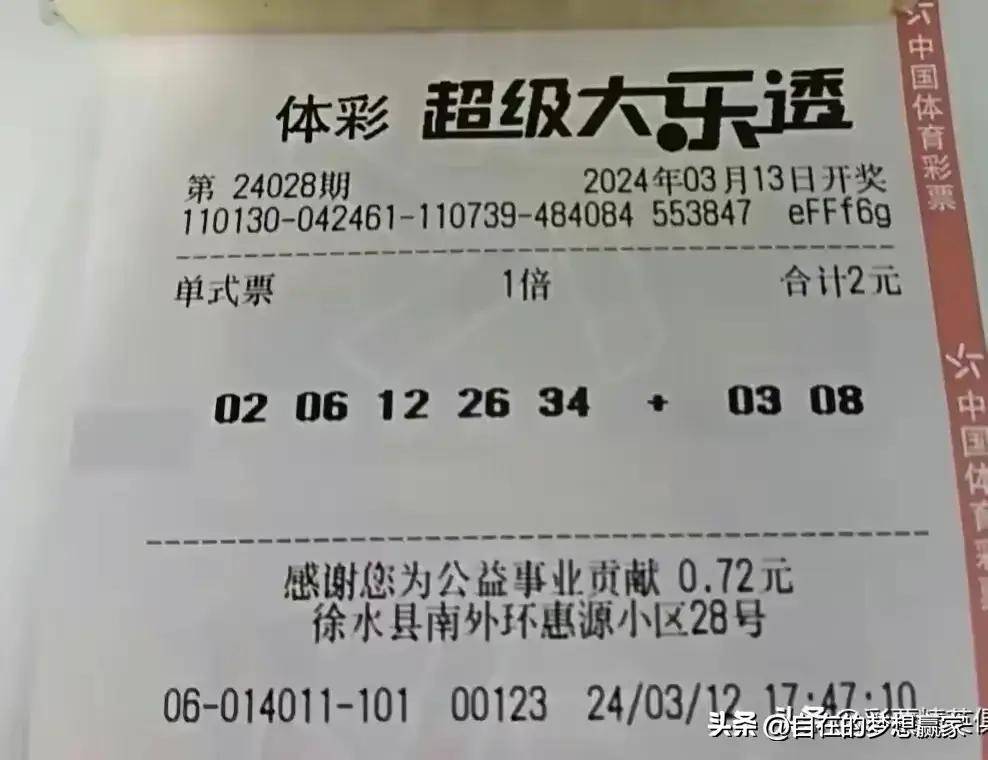 体彩 超级大乐透
第 24028期 2024年03月13日开奖
110130-042461-110739-484084 553847 eFFf6g
单式票 1倍 合计2元
02 06 12 26 34 + 03 08
感谢您为公益事业贡献 0.72元
徐水县南外环惠源小区28号
06-014011-101 00123 24/03/12 17:47:10
中国体育彩票
中国体育彩票
头条 @自在的梦想赢家